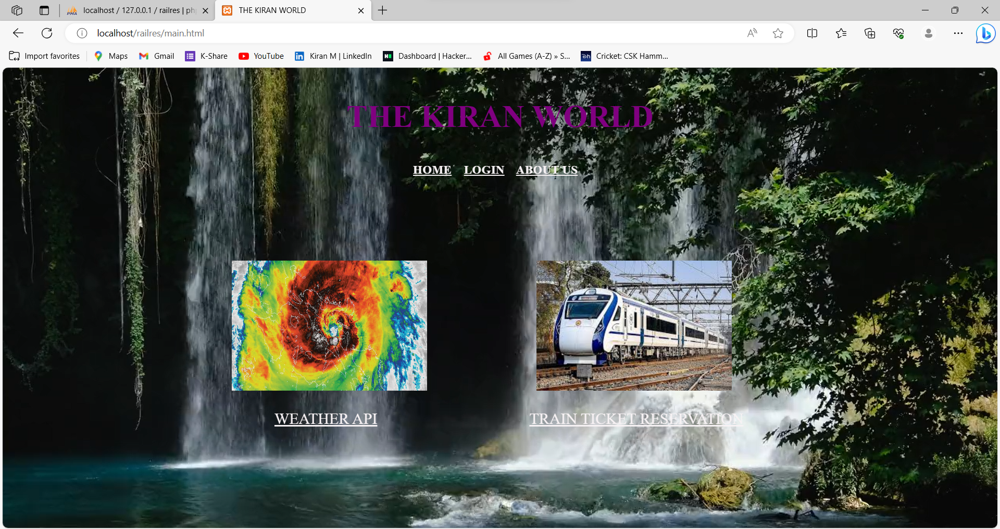 localhost / 127.0.0.1 / railres | ph
THE KIRAN WORLD
localhost/railres/main.html
Import favorites Maps Gmail K-Share YouTube Kiran M | LinkedIn Dashboard | Hacker... All Games (A-Z) » S... Cricket: CSK Hamm...
THE KIRAN WORLD
HOME LOGIN ABOUT US
WEATHER API TRAIN TICKET RESERVATION